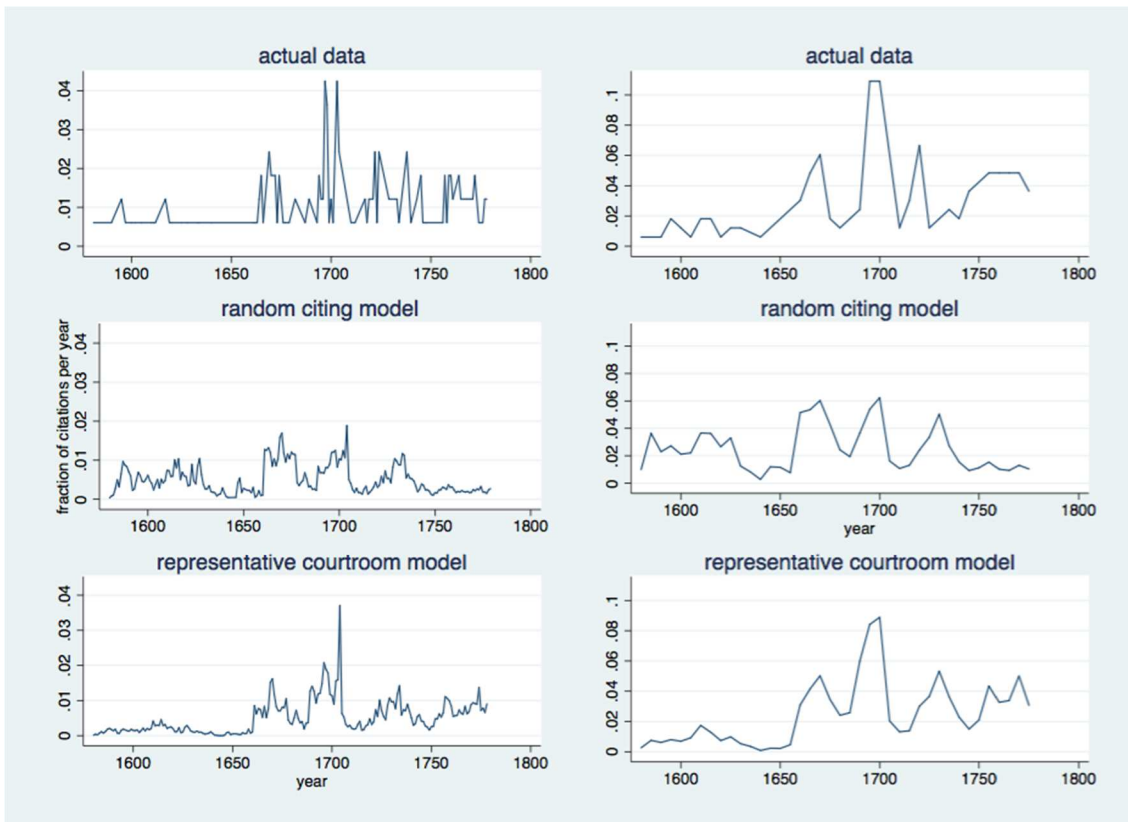 actual data
.04
.03
.02
.01
0
1600 1650 1700 1750 1800
actual data
.1
.08
.06
.04
.02
0
1600 1650 1700 1750 1800
random citing model
fraction of citations per year
.04
.03
.02
.01
0
1600 1650 1700 1750 1800
random citing model
.1
.08
.06
.04
.02
0
1600 1650 1700 1750 1800
year
representative courtroom model
.04
.03
.02
.01
0
1600 1650 1700 1750 1800
year
representative courtroom model
.1
.08
.06
.04
.02
0
1600 1650 1700 1750 1800